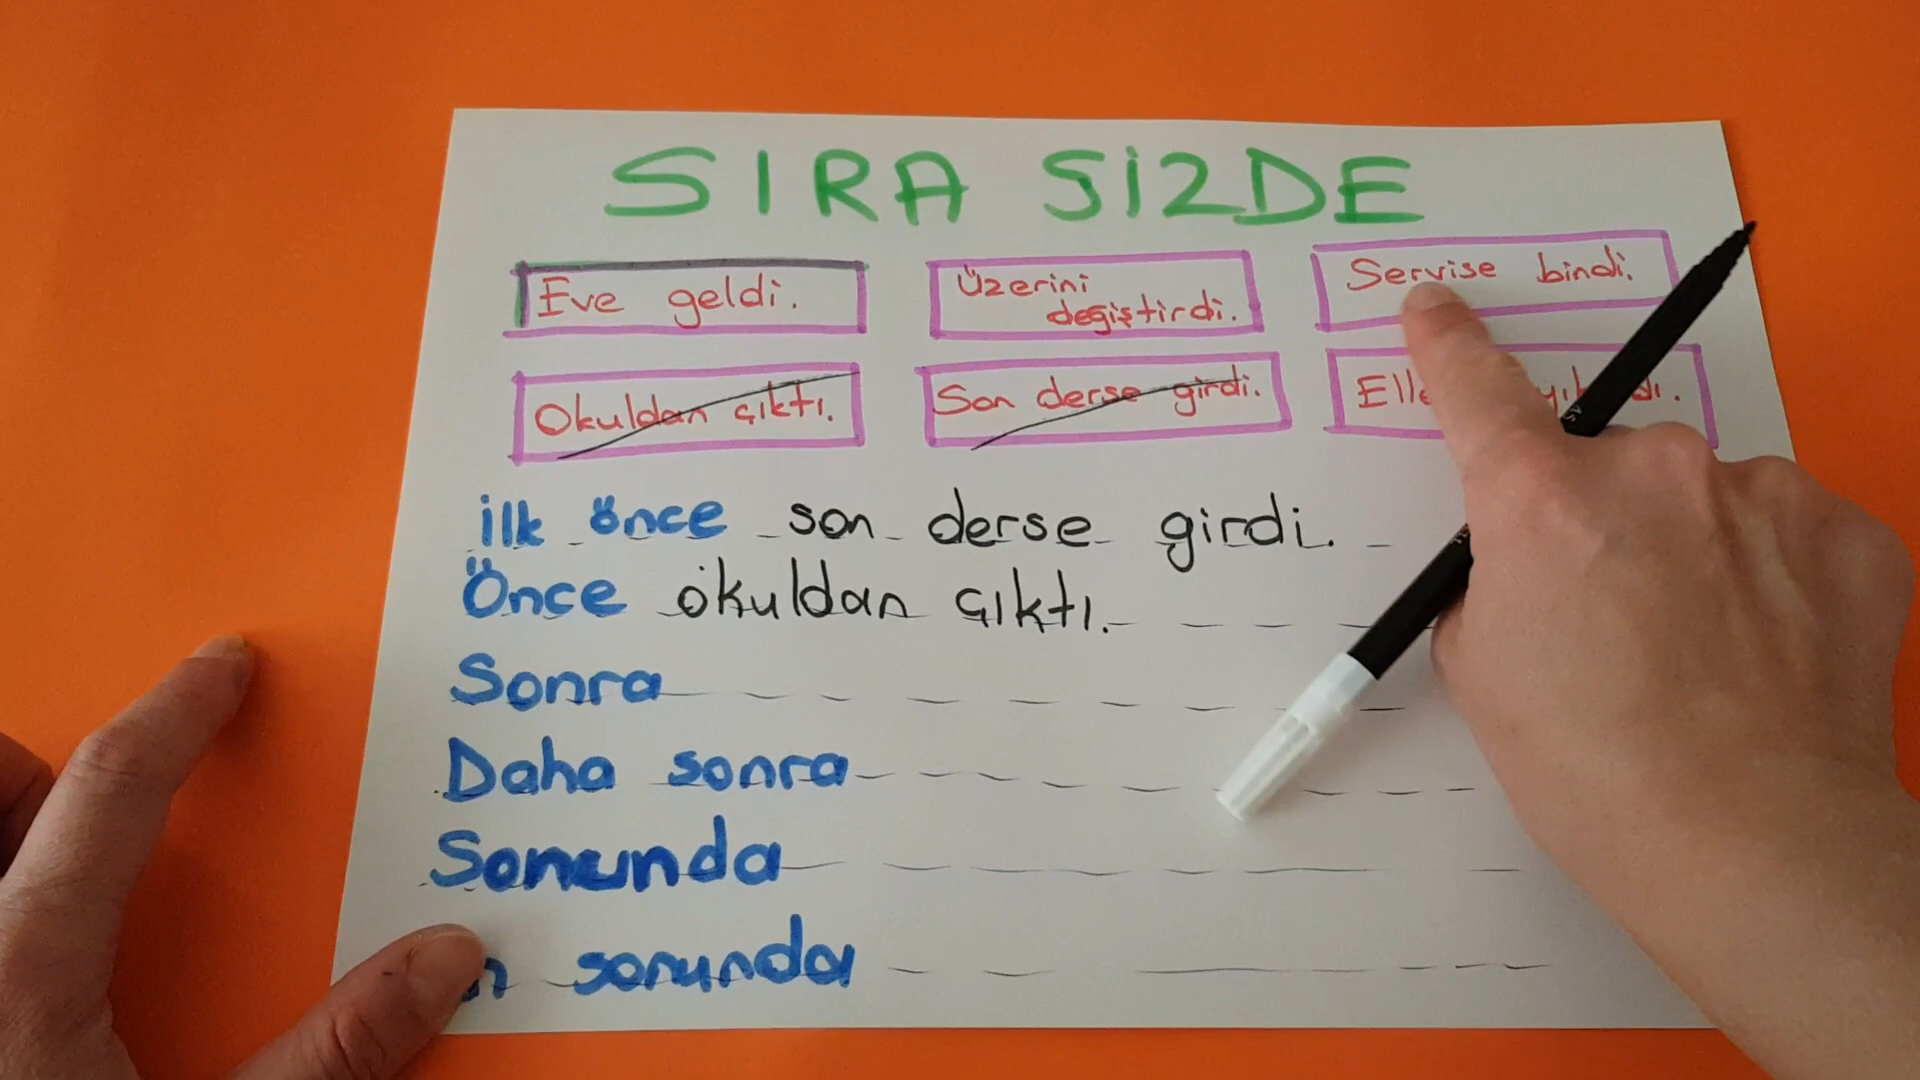 SIRA SİZDE
Eve geldi.
Üzerini
değiştirdi.
Servise bindi.
Okuldan çıktı.
Son derse girdi.
İlk önce son derse girdi.
Önce okuldan çıktı.
Sonra
Daha sonra
Sonunda
sonunda